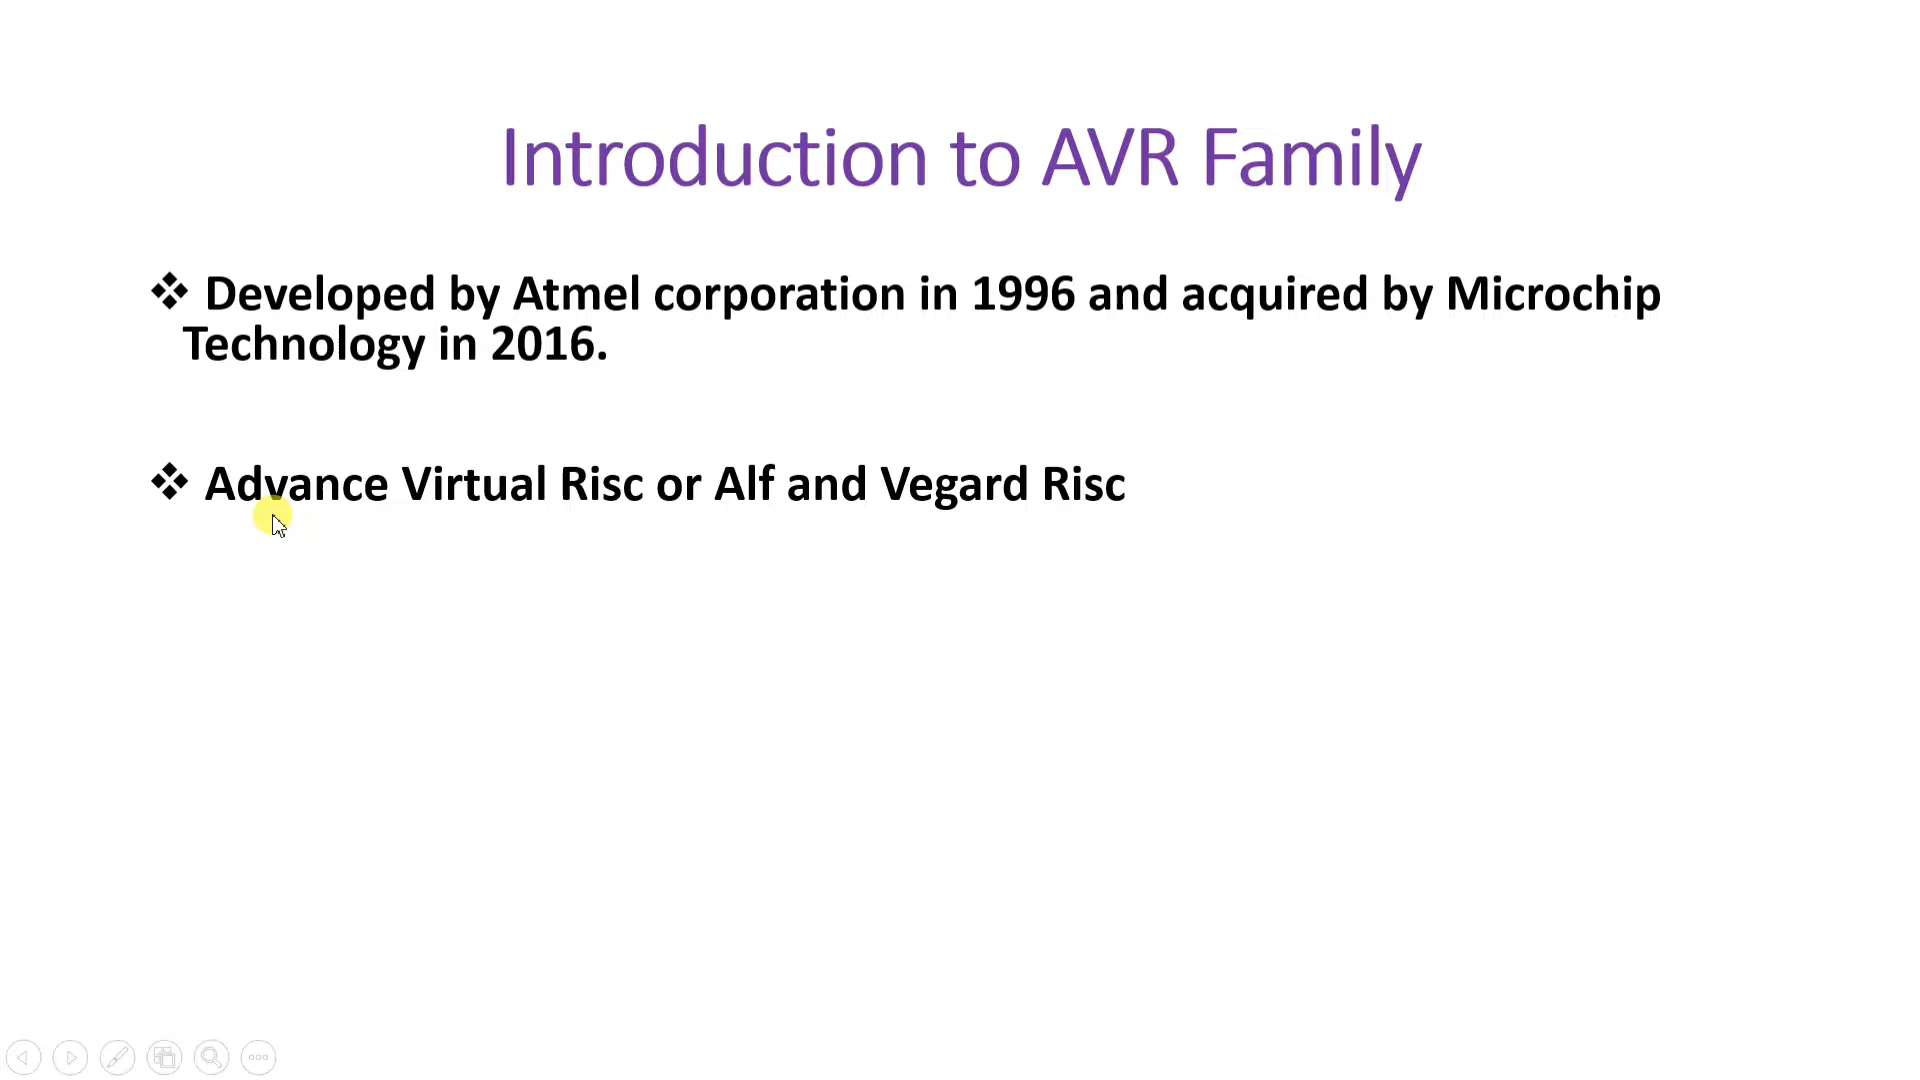 Introduction to AVR Family
❖ Developed by Atmel corporation in 1996 and acquired by Microchip
Technology in 2016.
❖ Advance Virtual Risc or Alf and Vegard Risc